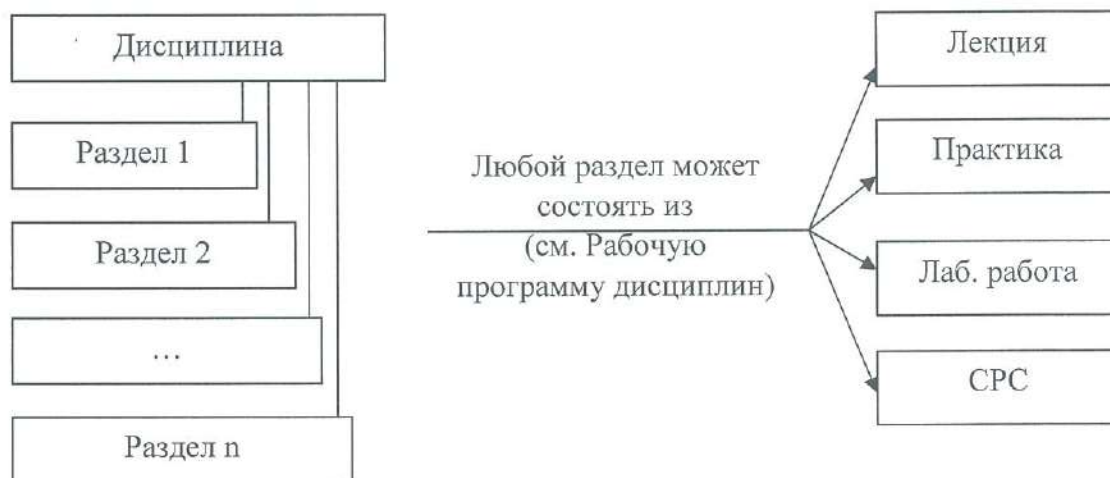 Дисциплина
Раздел 1
Раздел 2
...
Раздел n
Любой раздел может
состоять из
(см. Рабочую
программу дисциплин)
Лекция
Практика
Лаб. работа
СРС